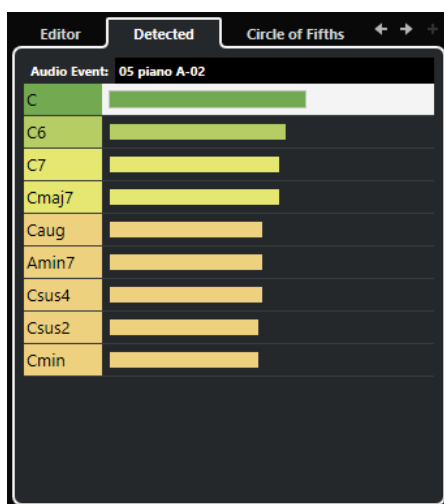 Editor Detected Circle of Fifths
Audio Event: 05 piano A-02
C
C6
C7
Cmaj7
Caug
Amin7
Csus4
Csus2
Cmin